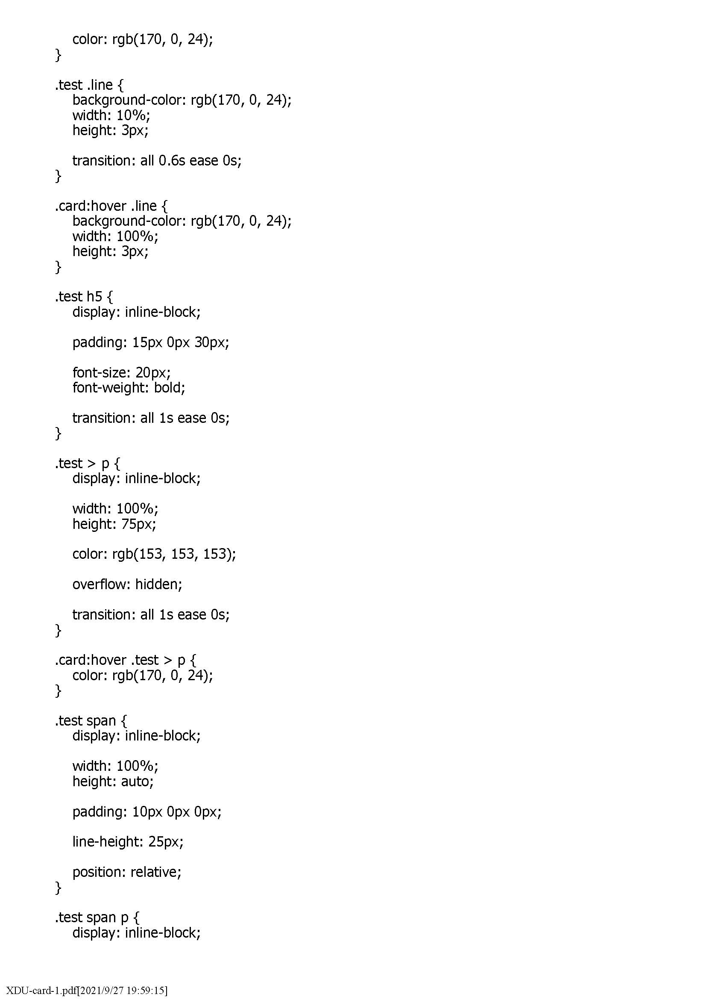 color: rgb(170, 0, 24);
}
.test .line {
background-color: rgb(170, 0, 24);
width: 10%;
height: 3px;
transition: all 0.6s ease 0s;
}
.card:hover .line {
background-color: rgb(170, 0, 24);
width: 100%;
height: 3px;
}
.test h5 {
display: inline-block;
padding: 15px 0px 30px;
font-size: 20px;
font-weight: bold;
transition: all 1s ease 0s;
}
.test > p {
display: inline-block;
width: 100%;
height: 75px;
color: rgb(153, 153, 153);
overflow: hidden;
transition: all 1s ease 0s;
}
.card:hover .test > p {
color: rgb(170, 0, 24);
}
.test span {
display: inline-block;
width: 100%;
height: auto;
padding: 10px 0px 0px;
line-height: 25px;
position: relative;
}
.test span p {
display: inline-block;
XDU-card-1.pdf[2021/9/27 19:59:15]